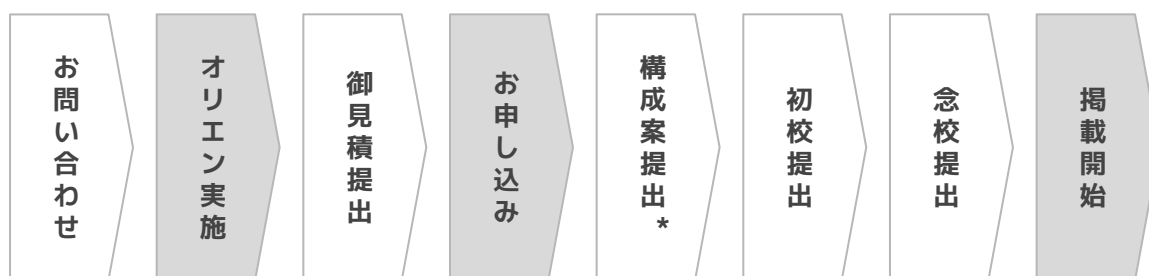 お問い合わせ
オリエン実施
御見積提出
お申し込み
構成案提出*
初校提出
念校提出
掲載開始